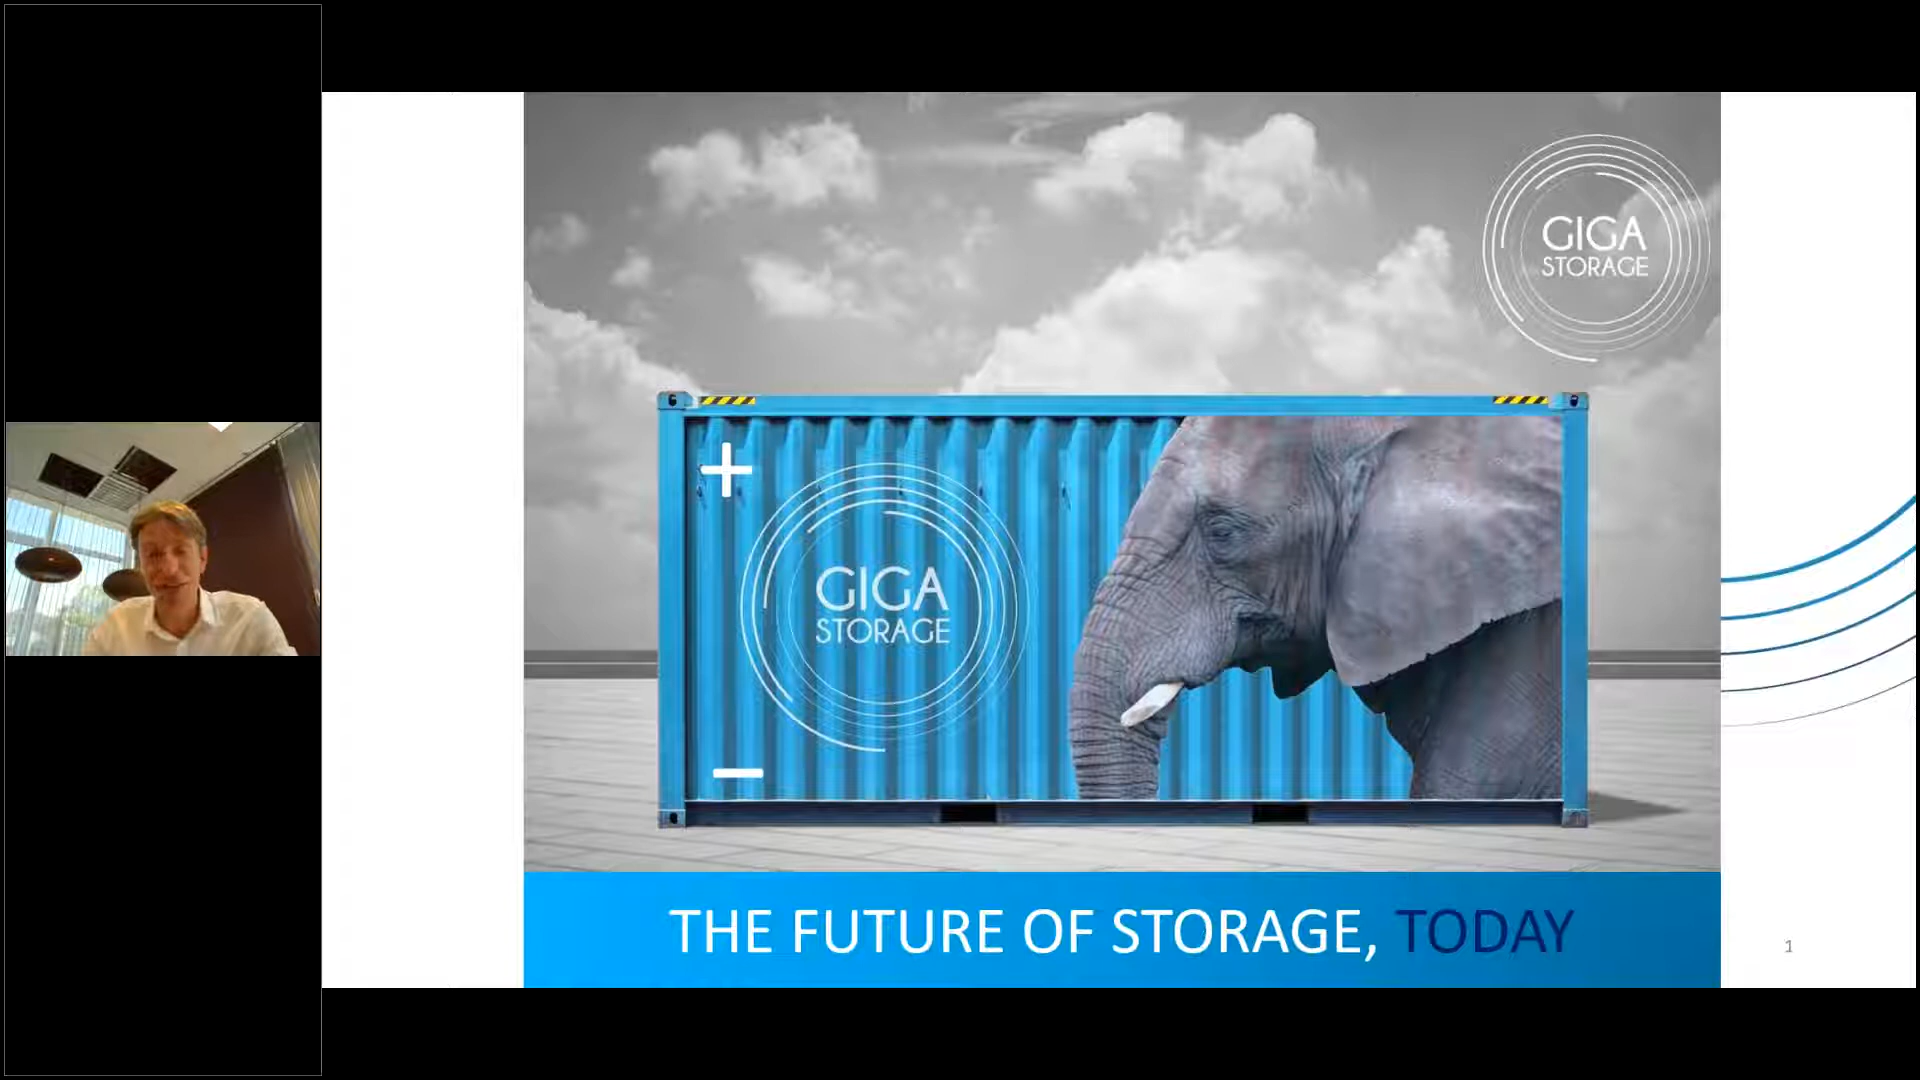 GIGA
STORAGE
+
GIGA
STORAGE
−
THE FUTURE OF STORAGE, TODAY
1